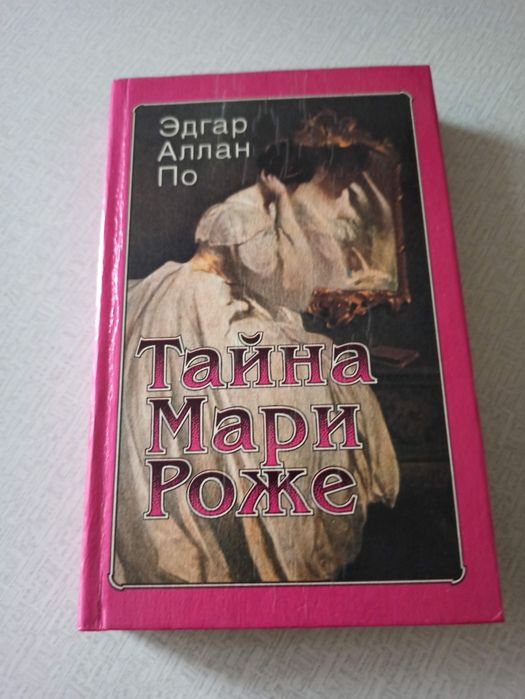 Эдгар
Аллан
По
Тайна
Мари
Роже